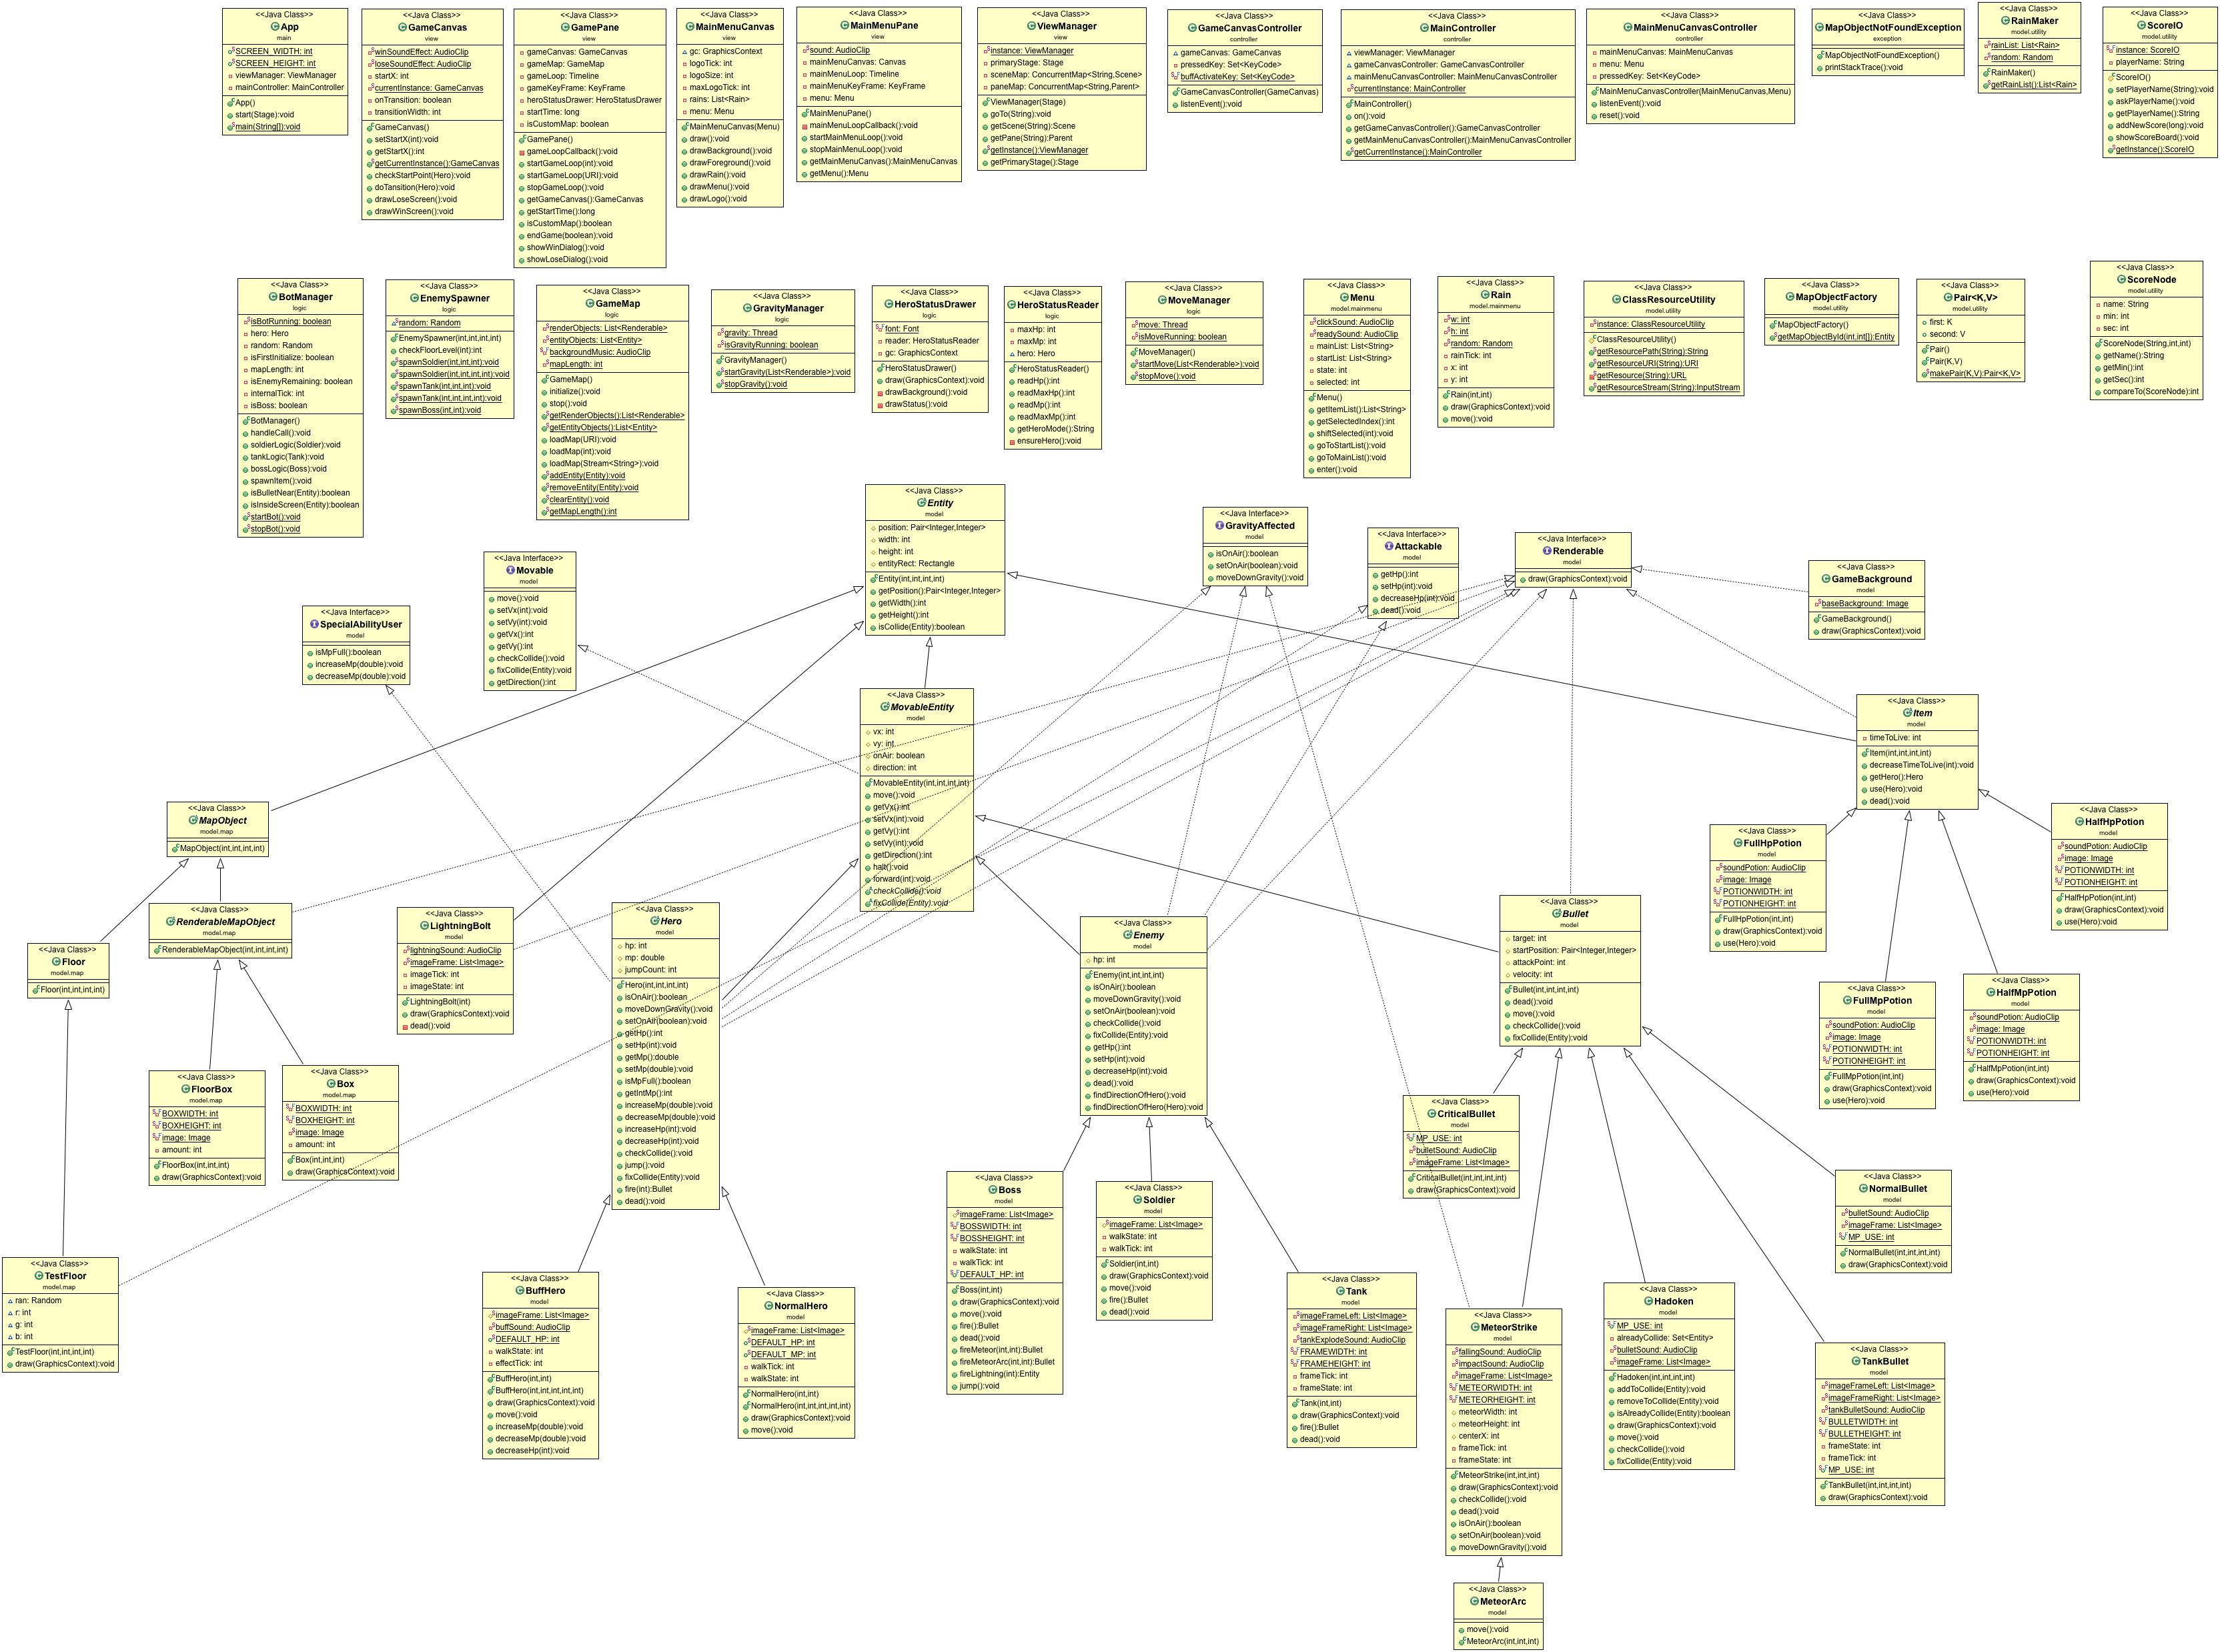 <<Java Class>>
App
main
SCREEN_WIDTH: int
SCREEN_HEIGHT: int
viewManager: ViewManager
mainController: MainController
App()
start(Stage):void
main(String[]):void
<<Java Class>>
GameCanvas
view
winSoundEffect: AudioClip
loseSoundEffect: AudioClip
startX: int
currentInstance: GameCanvas
onTransition: boolean
transitionWidth: int
GameCanvas()
setStartX(int):void
getStartX():int
getCurrentInstance():GameCanvas
checkStartPoint(Hero):void
doTansition(Hero):void
drawLoseScreen():void
drawWinScreen():void
<<Java Class>>
GamePane
view
gameCanvas: GameCanvas
gameMap: GameMap
gameLoop: Timeline
gameKeyFrame: KeyFrame
heroStatusDrawer: HeroStatusDrawer
startTime: long
isCustomMap: boolean
GamePane()
gameLoopCallback():void
startGameLoop(int):void
startGameLoop(URI):void
stopGameLoop():void
getGameCanvas():GameCanvas
getStartTime():long
isCustomMap():boolean
endGame(boolean):void
showWinDialog():void
showLoseDialog():void
<<Java Class>>
MainMenuCanvas
view
gc: GraphicsContext
logoTick: int
logoSize: int
maxLogoTick: int
rains: List<Rain>
menu: Menu
MainMenuCanvas(Menu)
draw():void
drawBackground():void
drawForeground():void
drawRain():void
drawMenu():void
drawLogo():void
<<Java Class>>
MainMenuPane
view
sound: AudioClip
mainMenuCanvas: Canvas
mainMenuLoop: Timeline
mainMenuKeyFrame: KeyFrame
menu: Menu
MainMenuPane()
mainMenuLoopCallback():void
startMainMenuLoop():void
stopMainMenuLoop():void
getMainMenuCanvas():MainMenuCanvas
getMenu():Menu
<<Java Class>>
ViewManager
view
instance: ViewManager
primaryStage: Stage
sceneMap: ConcurrentMap<String,Scene>
paneMap: ConcurrentMap<String,Parent>
ViewManager(Stage)
goTo(String):void
getScene(String):Scene
getPane(String):Parent
getInstance():ViewManager
getPrimaryStage():Stage
<<Java Class>>
GameCanvasController
controller
gameCanvas: GameCanvas
pressedKey: Set<KeyCode>
buffActivateKey: Set<KeyCode>
GameCanvasController(GameCanvas)
listenEvent():void
<<Java Class>>
MainController
controller
viewManager: ViewManager
gameCanvasController: GameCanvasController
mainMenuCanvasController: MainMenuCanvasController
currentInstance: MainController
MainController()
on():void
getGameCanvasController():GameCanvasController
getMainMenuCanvasController():MainMenuCanvasController
getCurrentInstance():MainController
<<Java Class>>
MainMenuCanvasController
controller
mainMenuCanvas: MainMenuCanvas
menu: Menu
pressedKey: Set<KeyCode>
MainMenuCanvasController(MainMenuCanvas,Menu)
listenEvent():void
reset():void
<<Java Class>>
MapObjectNotFoundException
exception
MapObjectNotFoundException()
printStackTrace():void
<<Java Class>>
RainMaker
model.utility
rainList: List<Rain>
random: Random
RainMaker()
getRainList():List<Rain>
<<Java Class>>
ScoreIO
model.utility
instance: ScoreIO
playerName: String
ScoreIO()
setPlayerName(String):void
askPlayerName():void
getPlayerName():String
addNewScore(long):void
showScoreBoard():void
getInstance():ScoreIO
<<Java Class>>
BotManager
logic
isBotRunning: boolean
hero: Hero
random: Random
isFirstInitialize: boolean
mapLength: int
isEnemyRemaining: boolean
internalTick: int
isBoss: boolean
BotManager()
handleCall():void
soldierLogic(Soldier):void
tankLogic(Tank):void
bossLogic(Boss):void
spawnItem():void
isBulletNear(Entity):boolean
isInsideScreen(Entity):boolean
startBot():void
stopBot():void
<<Java Class>>
EnemySpawner
logic
random: Random
EnemySpawner(int,int,int,int)
checkFloorLevel(int):int
spawnSoldier(int,int,int):void
spawnSoldier(int,int,int,int):void
spawnTank(int,int,int):void
spawnTank(int,int,int,int):void
spawnBoss(int,int):void
<<Java Class>>
GameMap
logic
renderObjects: List<Renderable>
entityObjects: List<Entity>
backgroundMusic: AudioClip
mapLength: int
GameMap()
initialize():void
stop():void
getRenderObjects():List<Renderable>
getEntityObjects():List<Entity>
loadMap(URI):void
loadMap(int):void
loadMap(Stream<String>):void
addEntity(Entity):void
removeEntity(Entity):void
clearEntity():void
getMapLength():int
<<Java Class>>
GravityManager
logic
gravity: Thread
isGravityRunning: boolean
GravityManager()
startGravity(List<Renderable>):void
stopGravity():void
<<Java Class>>
HeroStatusDrawer
logic
font: Font
reader: HeroStatusReader
gc: GraphicsContext
HeroStatusDrawer()
draw(GraphicsContext):void
drawBackground():void
drawStatus():void
<<Java Class>>
HeroStatusReader
logic
maxHp: int
maxMp: int
hero: Hero
HeroStatusReader()
readHp():int
readMaxHp():int
readMp():int
readMaxMp():int
getHeroMode():String
ensureHero():void
<<Java Class>>
MoveManager
logic
move: Thread
isMoveRunning: boolean
MoveManager()
startMove(List<Renderable>):void
stopMove():void
<<Java Class>>
Menu
model.mainmenu
clickSound: AudioClip
readySound: AudioClip
mainList: List<String>
startList: List<String>
state: int
selected: int
Menu()
getItemList():List<String>
getSelectedIndex():int
shiftSelected(int):void
goToStartList():void
goToMainList():void
enter():void
<<Java Class>>
Rain
model.mainmenu
w: int
h: int
random: Random
rainTick: int
x: int
y: int
Rain(int,int)
draw(GraphicsContext):void
move():void
<<Java Class>>
ClassResourceUtility
model.utility
instance: ClassResourceUtility
ClassResourceUtility()
getResourcePath(String):String
getResourceURI(String):URI
getResource(String):URL
getResourceStream(String):InputStream
<<Java Class>>
MapObjectFactory
model.utility
MapObjectFactory()
getMapObjectById(int,int[]):Entity
<<Java Class>>
Pair<K,V>
model.utility
first: K
second: V
Pair()
Pair(K,V)
makePair(K,V):Pair<K,V>
<<Java Class>>
ScoreNode
model.utility
name: String
min: int
sec: int
ScoreNode(String,int,int)
getName():String
getMin():int
getSec():int
compareTo(ScoreNode):int
<<Java Class>>
Entity
model
position: Pair<Integer,Integer>
width: int
height: int
entityRect: Rectangle
Entity(int,int,int,int)
getPosition():Pair<Integer,Integer>
getWidth():int
getHeight():int
isCollide(Entity):boolean
<<Java Interface>>
GravityAffected
model
isOnAir():boolean
setOnAir(boolean):void
moveDownGravity():void
<<Java Interface>>
Attackable
model
getHp():int
setHp(int):void
decreaseHp(int):void
dead():void
<<Java Interface>>
Renderable
model
draw(GraphicsContext):void
<<Java Class>>
GameBackground
model
baseBackground: Image
GameBackground()
draw(GraphicsContext):void
<<Java Interface>>
Movable
model
move():void
setVx(int):void
setVy(int):void
getVx():int
getVy():int
checkCollide():void
fixCollide(Entity):void
getDirection():int
<<Java Interface>>
SpecialAbilityUser
model
isMpFull():boolean
increaseMp(double):void
decreaseMp(double):void
<<Java Class>>
MovableEntity
model
vx: int
vy: int
onAir: boolean
direction: int
MovableEntity(int,int,int,int)
move():void
getVx():int
setVx(int):void
getVy():int
setVy(int):void
getDirection():int
halt():void
forward(int):void
checkCollide():void
fixCollide(Entity):void
<<Java Class>>
Item
model
timeToLive: int
Item(int,int,int,int)
decreaseTimeToLive(int):void
getHero():Hero
use(Hero):void
dead():void
<<Java Class>>
MapObject
model.map
MapObject(int,int,int,int)
<<Java Class>>
FullHpPotion
model
soundPotion: AudioClip
image: Image
POTIONWIDTH: int
POTIONHEIGHT: int
FullHpPotion(int,int)
draw(GraphicsContext):void
use(Hero):void
<<Java Class>>
HalfHpPotion
model
soundPotion: AudioClip
image: Image
POTIONWIDTH: int
POTIONHEIGHT: int
HalfHpPotion(int,int)
draw(GraphicsContext):void
use(Hero):void
<<Java Class>>
RenderableMapObject
model.map
RenderableMapObject(int,int,int,int)
<<Java Class>>
Floor
model.map
Floor(int,int,int,int)
<<Java Class>>
LightningBolt
model
lightningSound: AudioClip
imageFrame: List<Image>
imageTick: int
imageState: int
LightningBolt(int)
draw(GraphicsContext):void
dead():void
<<Java Class>>
Hero
model
hp: int
mp: double
jumpCount: int
Hero(int,int,int,int)
isOnAir():boolean
moveDownGravity():void
setOnAir(boolean):void
getHp():int
setHp(int):void
getMp():double
setMp(double):void
isMpFull():boolean
getIntMp():int
increaseMp(double):void
decreaseMp(double):void
increaseHp(int):void
decreaseHp(int):void
checkCollide():void
jump():void
fixCollide(Entity):void
fire(int):Bullet
dead():void
<<Java Class>>
Enemy
model
hp: int
Enemy(int,int,int,int)
isOnAir():boolean
moveDownGravity():void
setOnAir(boolean):void
checkCollide():void
fixCollide(Entity):void
getHp():int
setHp(int):void
decreaseHp(int):void
dead():void
findDirectionOfHero():void
findDirectionOfHero(Hero):void
<<Java Class>>
Bullet
model
target: int
startPosition: Pair<Integer,Integer>
attackPoint: int
velocity: int
Bullet(int,int,int,int)
dead():void
move():void
checkCollide():void
fixCollide(Entity):void
<<Java Class>>
FullMpPotion
model
soundPotion: AudioClip
image: Image
POTIONWIDTH: int
POTIONHEIGHT: int
FullMpPotion(int,int)
draw(GraphicsContext):void
use(Hero):void
<<Java Class>>
HalfMpPotion
model
soundPotion: AudioClip
image: Image
POTIONWIDTH: int
POTIONHEIGHT: int
HalfMpPotion(int,int)
draw(GraphicsContext):void
use(Hero):void
<<Java Class>>
FloorBox
model.map
BOXWIDTH: int
BOXHEIGHT: int
image: Image
amount: int
FloorBox(int,int,int)
draw(GraphicsContext):void
<<Java Class>>
Box
model.map
BOXWIDTH: int
BOXHEIGHT: int
image: Image
amount: int
Box(int,int,int)
draw(GraphicsContext):void
<<Java Class>>
CriticalBullet
model
MP_USE: int
bulletSound: AudioClip
imageFrame: List<Image>
CriticalBullet(int,int,int,int)
draw(GraphicsContext):void
<<Java Class>>
Boss
model
imageFrame: List<Image>
BOSSWIDTH: int
BOSSHEIGHT: int
walkState: int
walkTick: int
DEFAULT_HP: int
Boss(int,int)
draw(GraphicsContext):void
move():void
fire():Bullet
dead():void
fireMeteor(int,int):Bullet
fireMeteorArc(int,int):Bullet
fireLightning(int):Entity
jump():void
<<Java Class>>
Soldier
model
imageFrame: List<Image>
walkState: int
walkTick: int
Soldier(int,int)
draw(GraphicsContext):void
move():void
fire():Bullet
dead():void
<<Java Class>>
NormalBullet
model
bulletSound: AudioClip
imageFrame: List<Image>
MP_USE: int
NormalBullet(int,int,int,int)
draw(GraphicsContext):void
<<Java Class>>
TestFloor
model.map
ran: Random
r: int
g: int
b: int
TestFloor(int,int,int,int)
draw(GraphicsContext):void
<<Java Class>>
BuffHero
model
imageFrame: List<Image>
buffSound: AudioClip
DEFAULT_HP: int
walkState: int
effectTick: int
BuffHero(int,int)
BuffHero(int,int,int,int,int)
draw(GraphicsContext):void
move():void
increaseMp(double):void
decreaseMp(double):void
decreaseHp(int):void
<<Java Class>>
NormalHero
model
imageFrame: List<Image>
DEFAULT_HP: int
DEFAULT_MP: int
walkTick: int
walkState: int
NormalHero(int,int)
NormalHero(int,int,int,int,int)
draw(GraphicsContext):void
move():void
<<Java Class>>
Tank
model
imageFrameLeft: List<Image>
imageFrameRight: List<Image>
tankExplodeSound: AudioClip
FRAMEWIDTH: int
FRAMEHEIGHT: int
frameTick: int
frameState: int
Tank(int,int)
draw(GraphicsContext):void
fire():Bullet
dead():void
<<Java Class>>
MeteorStrike
model
fallingSound: AudioClip
impactSound: AudioClip
imageFrame: List<Image>
METEORWIDTH: int
METEORHEIGHT: int
meteorWidth: int
meteorHeight: int
centerX: int
frameTick: int
frameState: int
MeteorStrike(int,int,int)
draw(GraphicsContext):void
checkCollide():void
dead():void
isOnAir():boolean
setOnAir(boolean):void
moveDownGravity():void
<<Java Class>>
Hadoken
model
MP_USE: int
alreadyCollide: Set<Entity>
bulletSound: AudioClip
imageFrame: List<Image>
Hadoken(int,int,int,int)
addToCollide(Entity):void
removeToCollide(Entity):void
isAlreadyCollide(Entity):boolean
draw(GraphicsContext):void
move():void
checkCollide():void
fixCollide(Entity):void
<<Java Class>>
TankBullet
model
imageFrameLeft: List<Image>
imageFrameRight: List<Image>
tankBulletSound: AudioClip
BULLETWIDTH: int
BULLETHEIGHT: int
frameState: int
frameTick: int
MP_USE: int
TankBullet(int,int,int,int)
draw(GraphicsContext):void
<<Java Class>>
MeteorArc
model
move():void
MeteorArc(int,int,int)